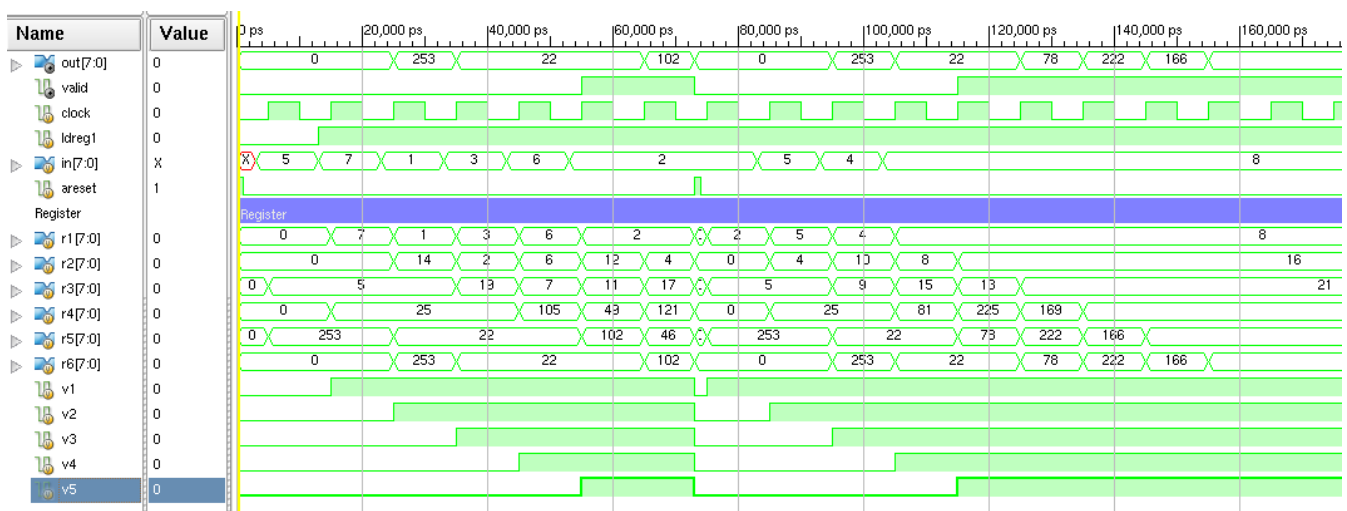 Name Value 0 ps 20,000 ps 40,000 ps 60,000 ps 80,000 ps 100,000 ps 120,000 ps 140,000 ps 160,000 ps
out[7:0] 0 0 253 22 102 0 253 22 78 222 166
valid 0
clock 0
ldreg1 0
in[7:0] X X 5 7 1 3 6 2 5 4 8
areset 1
Register Register
r1[7:0] 0 0 7 1 3 6 2 2 5 4 8
r2[7:0] 0 0 14 2 6 12 4 0 4 10 8 16
r3[7:0] 0 0 5 19 7 11 17 5 9 15 13 21
r4[7:0] 0 0 25 105 49 121 0 25 81 225 169
r5[7:0] 0 0 253 22 102 46 253 22 78 222 166
r6[7:0] 0 0 253 22 102 0 253 22 78 222 166
v1 0
v2 0
v3 0
v4 0
v5 0